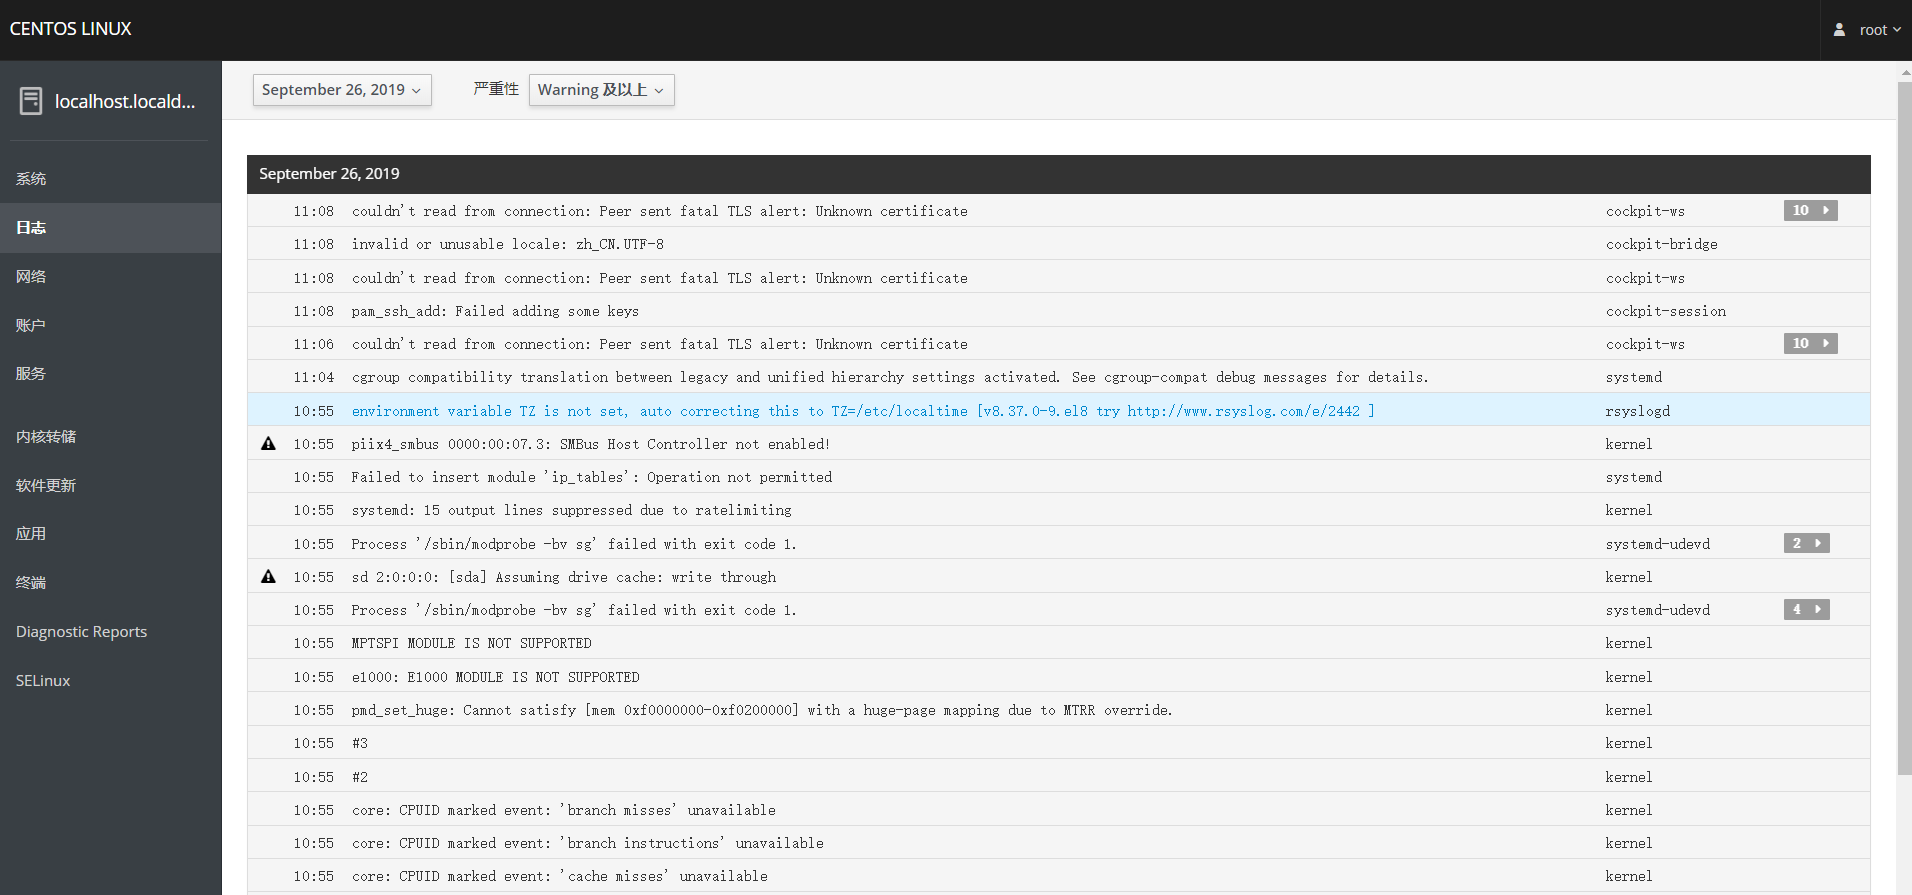 CENTOS LINUX
root
localhost.locald...
系统
日志
网络
账户
服务
内核转储
软件更新
应用
终端
Diagnostic Reports
SELinux
September 26, 2019 严重性 Warning 及以上
September 26, 2019
11:08 couldn't read from connection: Peer sent fatal TLS alert: Unknown certificate cockpit-ws 10
11:08 invalid or unusable locale: zh_CN.UTF-8 cockpit-bridge
11:08 couldn't read from connection: Peer sent fatal TLS alert: Unknown certificate cockpit-ws
11:08 pam_ssh_add: Failed adding some keys cockpit-session
11:06 couldn't read from connection: Peer sent fatal TLS alert: Unknown certificate cockpit-ws 10
11:04 cgroup compatibility translation between legacy and unified hierarchy settings activated. See cgroup-compat debug messages for details. systemd
10:55 environment variable TZ is not set, auto correcting this to TZ=/etc/localtime [v8.37.0-9.el8 try http://www.rsyslog.com/e/2442 ] rsyslogd
10:55 piix4_smbus 0000:00:07.3: SMBus Host Controller not enabled! kernel
10:55 Failed to insert module 'ip_tables': Operation not permitted systemd
10:55 systemd: 15 output lines suppressed due to ratelimiting kernel
10:55 Process '/sbin/modprobe -bv sg' failed with exit code 1. systemd-udevd 2
10:55 sd 2:0:0:0: [sda] Assuming drive cache: write through kernel
10:55 Process '/sbin/modprobe -bv sg' failed with exit code 1. systemd-udevd 4
10:55 MPTSPI MODULE IS NOT SUPPORTED kernel
10:55 e1000: E1000 MODULE IS NOT SUPPORTED kernel
10:55 pmd_set_huge: Cannot satisfy [mem 0xf0000000-0xf0200000] with a huge-page mapping due to MTRR override. kernel
10:55 #3 kernel
10:55 #2 kernel
10:55 core: CPUID marked event: 'branch misses' unavailable kernel
10:55 core: CPUID marked event: 'branch instructions' unavailable kernel
10:55 core: CPUID marked event: 'cache misses' unavailable kernel